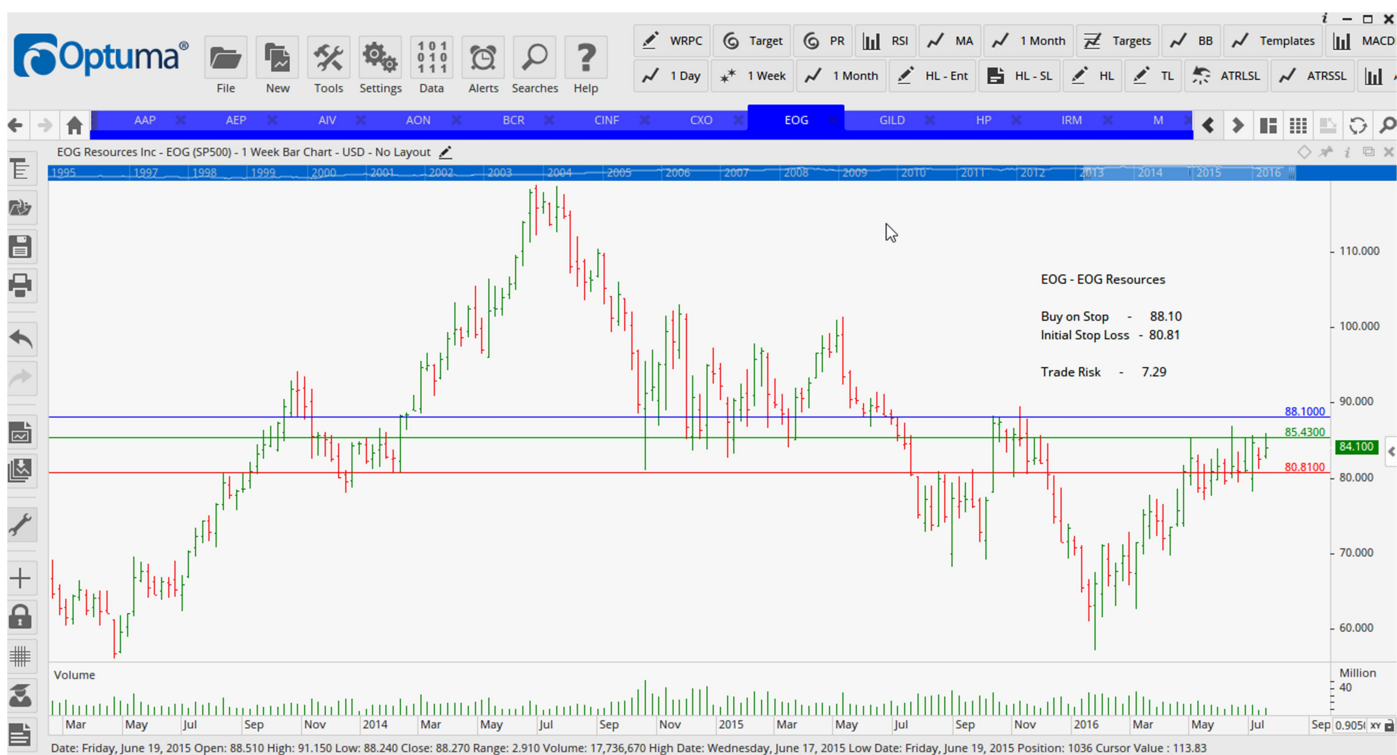 i
Optuma®
File New Tools Settings Data Alerts Searches Help
101
010
111
WRPC Target PR RSI MA 1 Month Targets BB Templates MACD
1 Day 1 Week 1 Month HL - Ent HL - SL HL TL ATRLSL ATRSSL
AAP AEP AIV AON BCR CINF CXO EOG GILD HP IRM M
EOG Resources Inc - EOG (SP500) - 1 Week Bar Chart - USD - No Layout
1995 1997 1998 1999 2000 2001 2002 2003 2004 2005 2006 2007 2008 2009 2010 2011 2012 2013 2014 2015 2016
110.000
EOG - EOG Resources
Buy on Stop - 88.10
Initial Stop Loss - 80.81
100.000
Trade Risk - 7.29
90.000
88.1000
85.4300
84.100
80.8100
80.000
70.000
60.000
Volume
Million
40
Mar May Jul Sep Nov 2014 Mar May Jul Sep Nov 2015 Mar May Jul Sep Nov 2016 Mar May Jul Sep 0.905 XY
Date: Friday, June 19, 2015 Open: 88.510 High: 91.150 Low: 88.240 Close: 88.270 Range: 2.910 Volume: 17,736,670 High Date: Wednesday, June 17, 2015 Low Date: Friday, June 19, 2015 Position: 1036 Cursor Value : 113.83